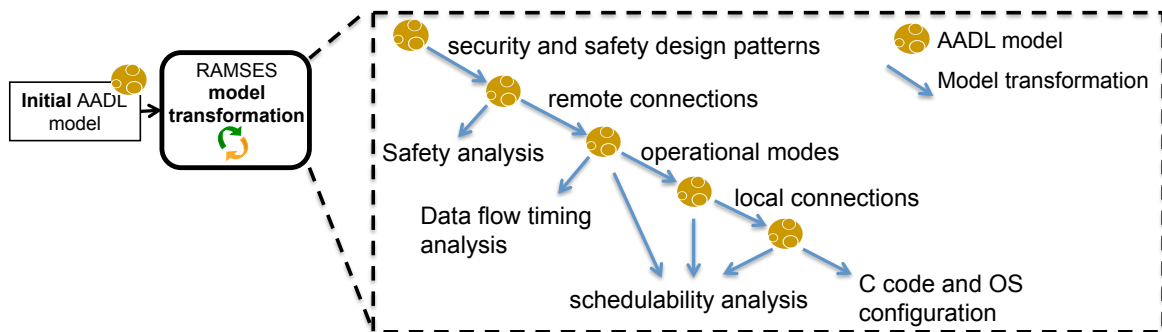 Initial AADL
model
RAMSES
model
transformation
security and safety design patterns
AADL model
Model transformation
remote connections
Safety analysis
operational modes
Data flow timing
analysis
local connections
schedulability analysis
C code and OS
configuration